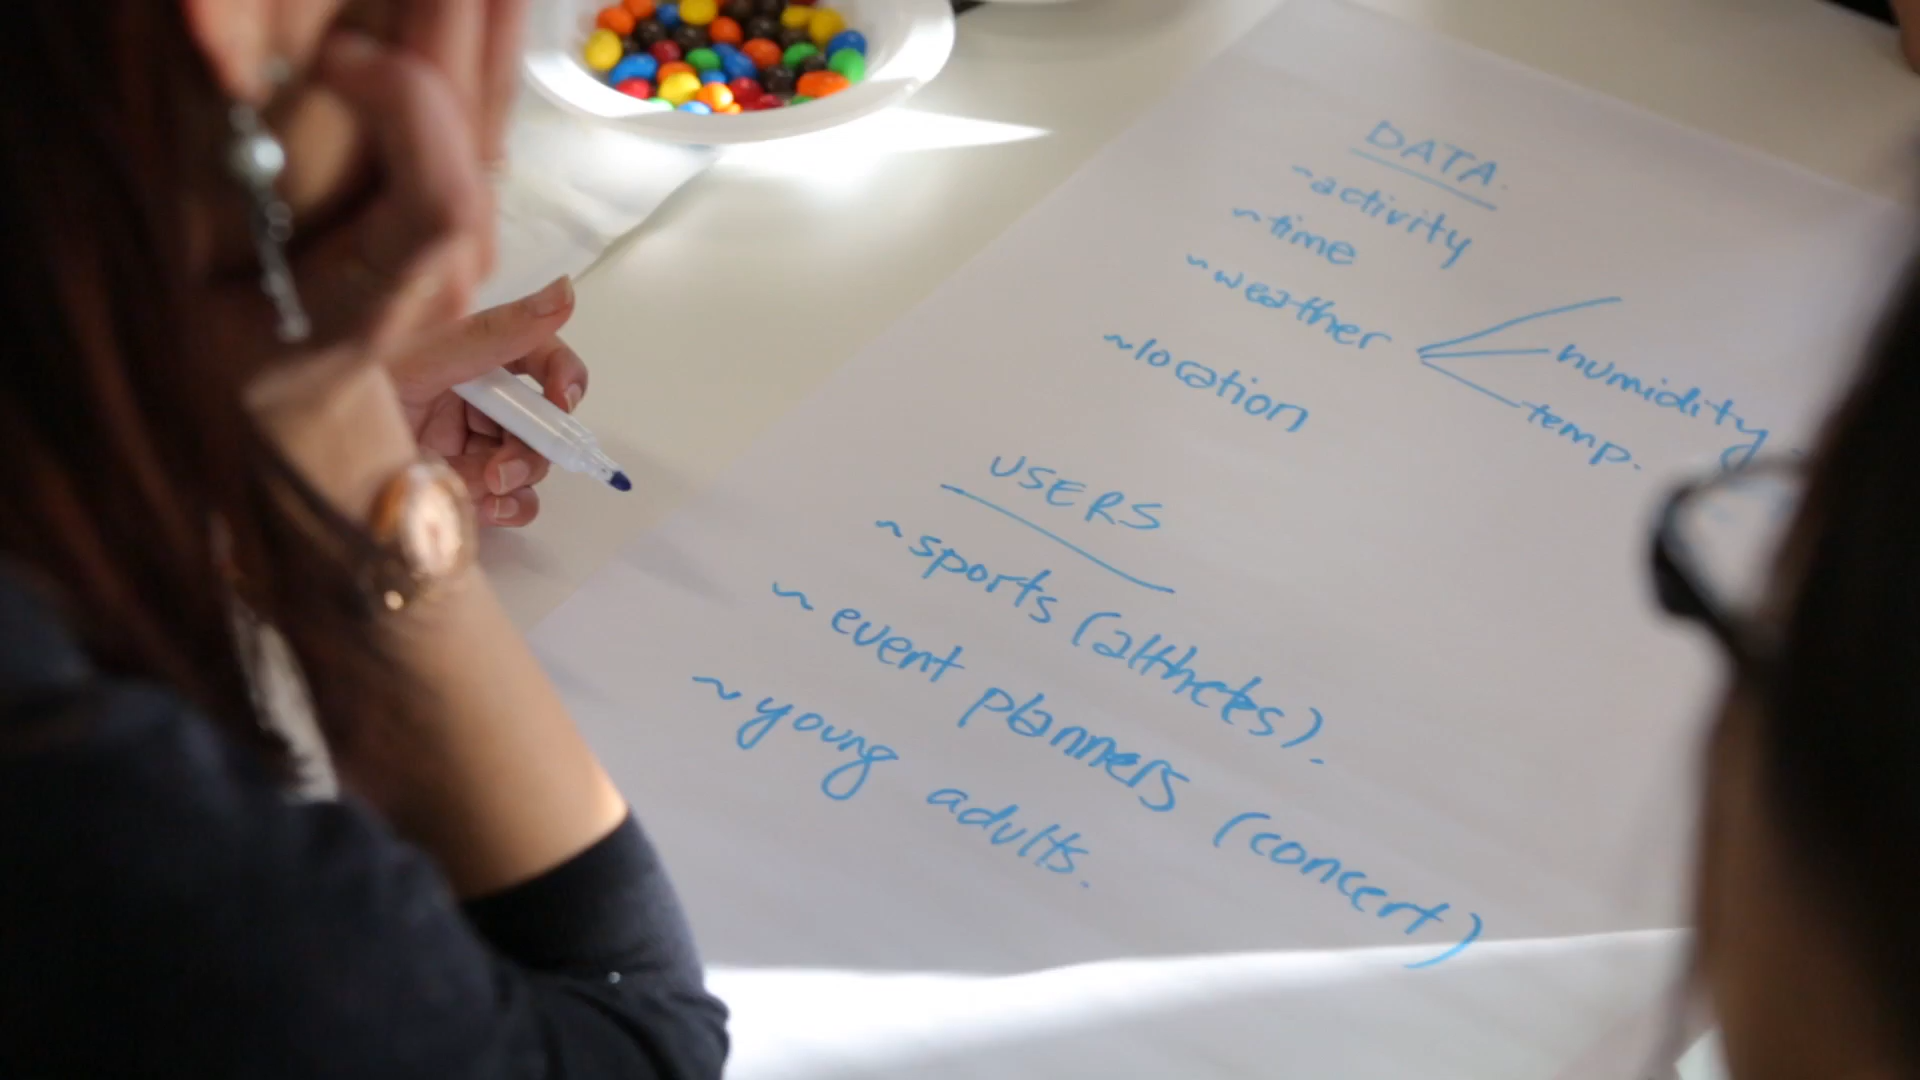 DATA.
~activity
~time
~weather
humidity
temp.
~location
USERS
~sports (althetes).
~event planners (concert)
~young adults.